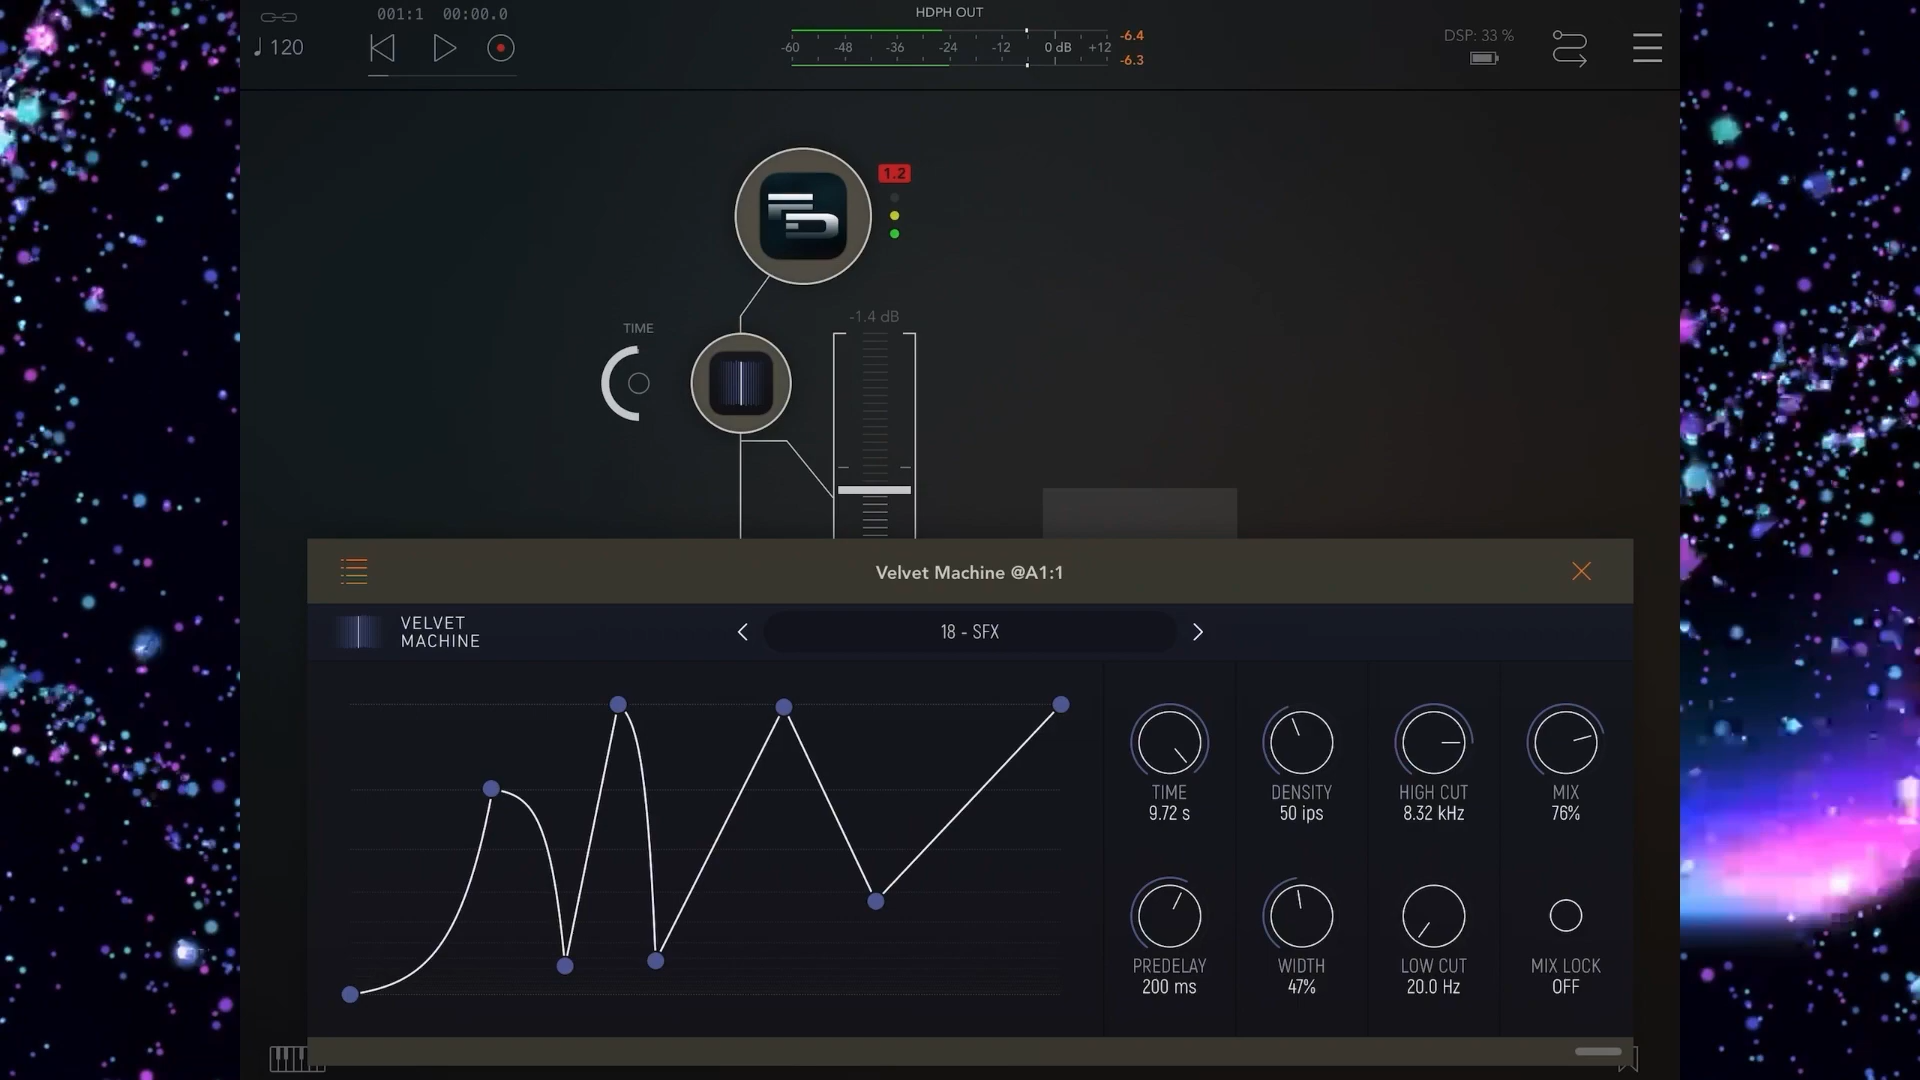 001:1 00:00.0
120
HDPH OUT
-60 -48 -36 -24 -12 0 dB +12
-6.4
-6.3
DSP: 33 %
1.2
TIME
-1.4 dB
Velvet Machine @A1:1
VELVET
MACHINE
18 - SFX
TIME
9.72 s
DENSITY
50 ips
HIGH CUT
8.32 kHz
MIX
76%
PREDELAY
200 ms
WIDTH
47%
LOW CUT
20.0 Hz
MIX LOCK
OFF